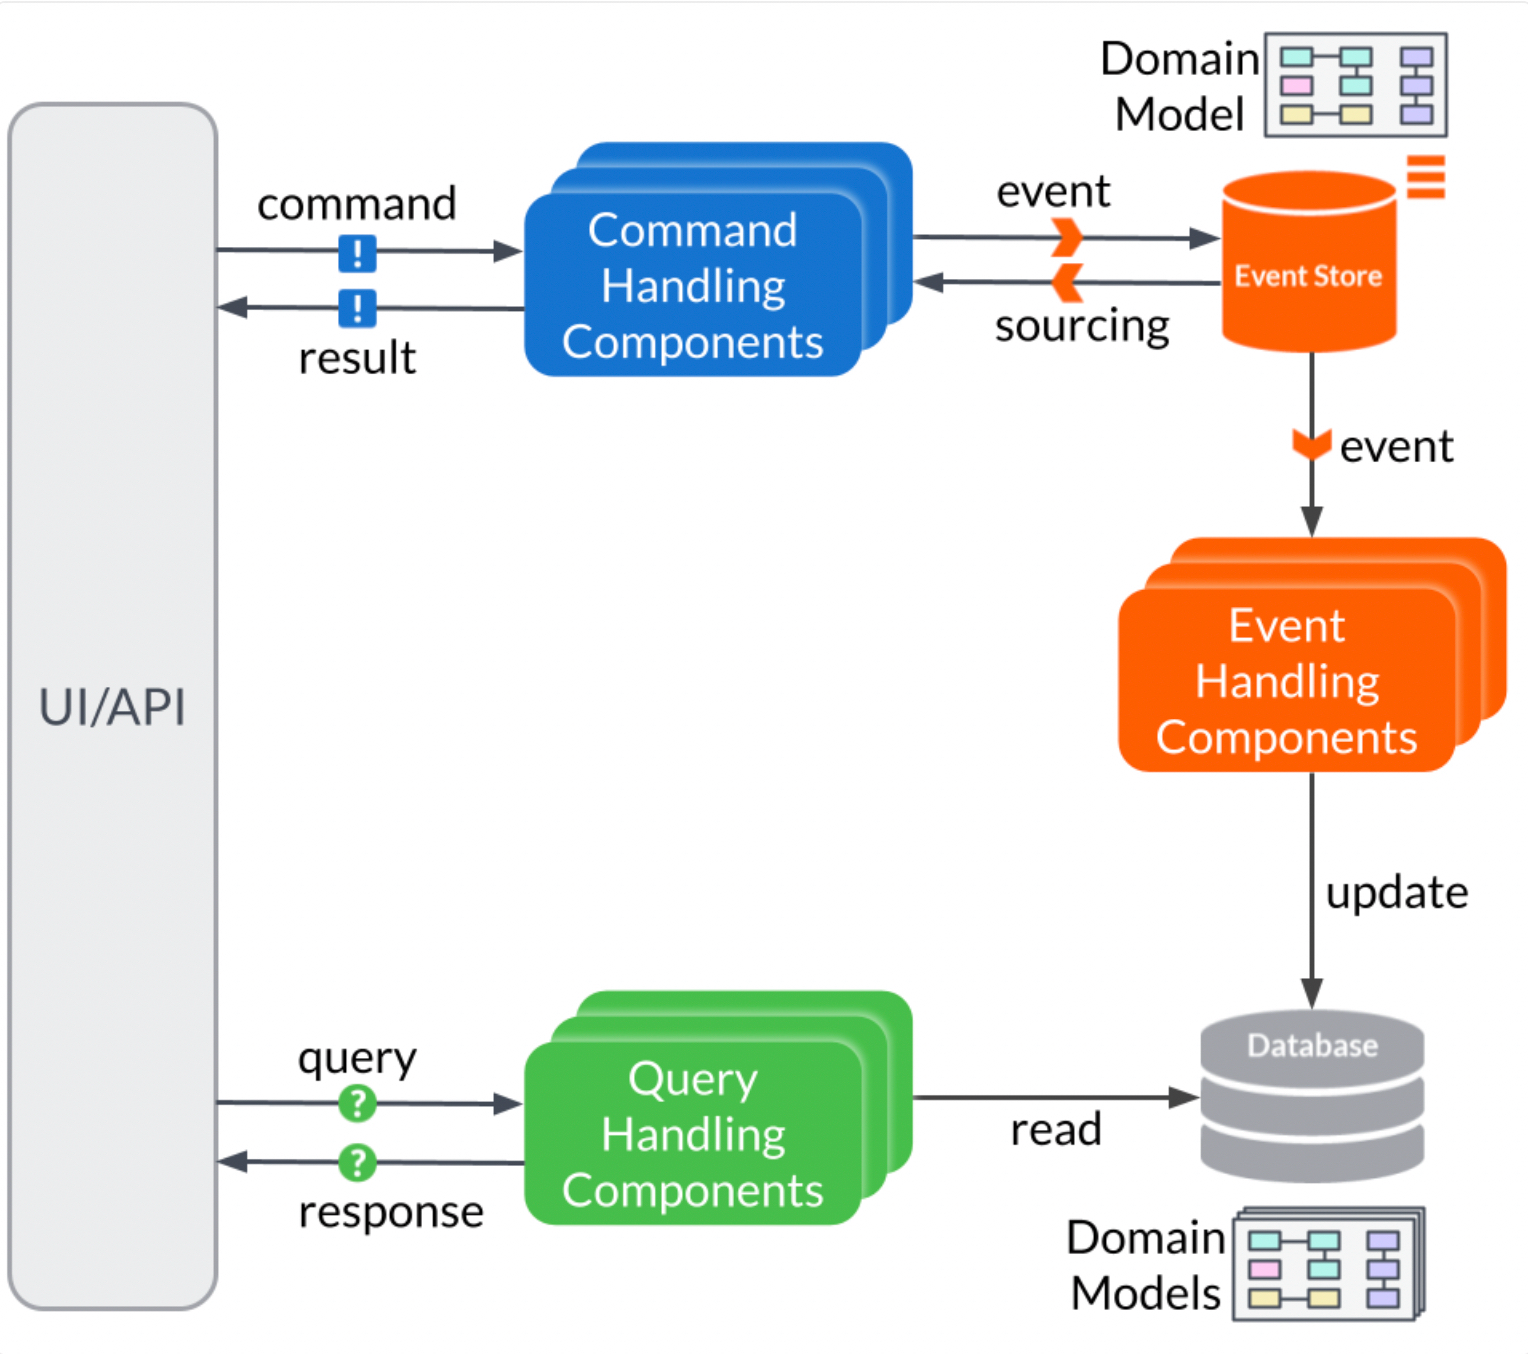 Domain
Model
command
Command
Handling
Components
event
Event Store
sourcing
result
event
Event
Handling
Components
UI/API
update
query
Query
Handling
Components
Database
read
response
Domain
Models